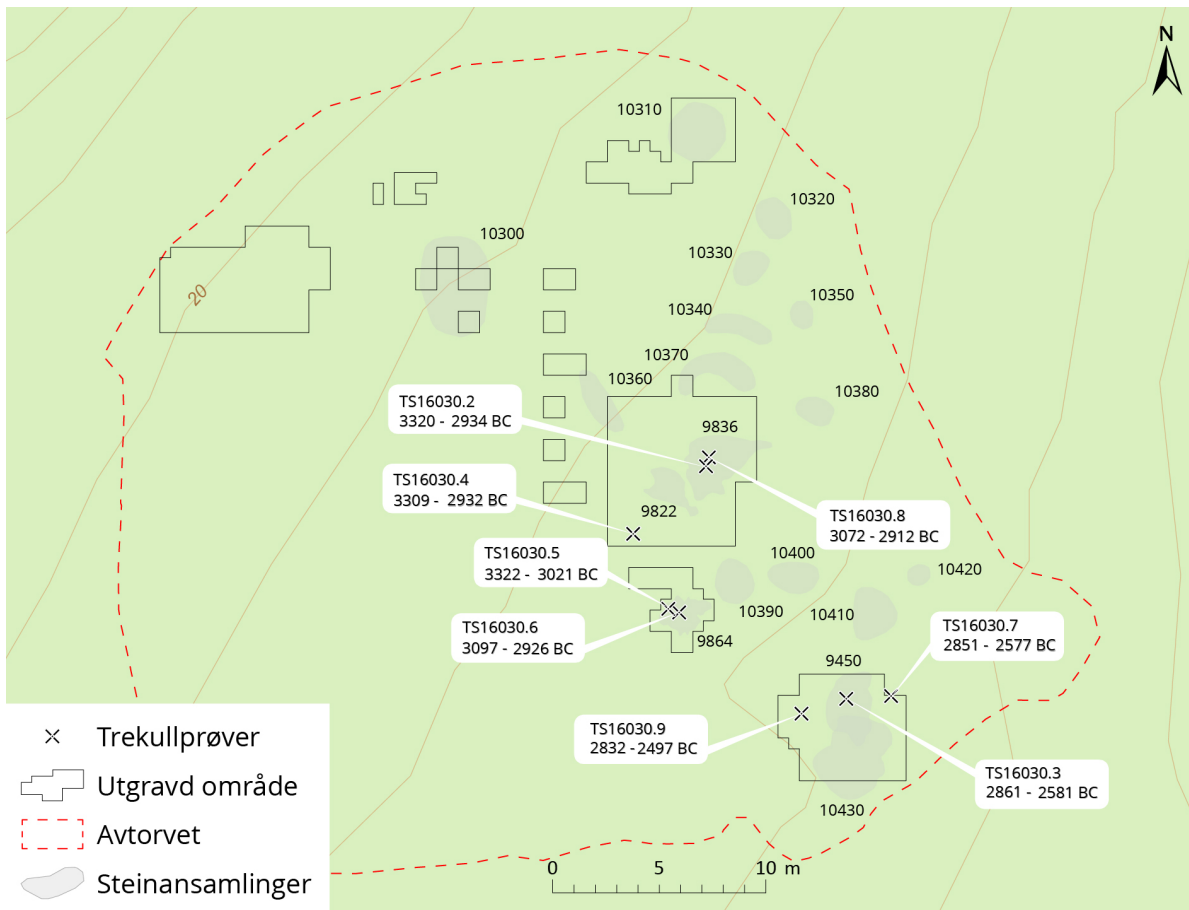 N
10310
10320
10300
10330
20
10350
10340
10370
10360
10380
TS16030.2
3320 - 2934 BC
9836
TS16030.4
3309 - 2932 BC
9822
TS16030.8
3072 - 2912 BC
TS16030.5
3322 - 3021 BC
10400
10420
10390
10410
TS16030.6
3097 - 2926 BC
9864
TS16030.7
2851 - 2577 BC
9450
TS16030.9
2832 - 2497 BC
TS16030.3
2861 - 2581 BC
10430
Trekullprøver
Utgravd område
Avtorvet
Steinansamlinger
0 5 10 m